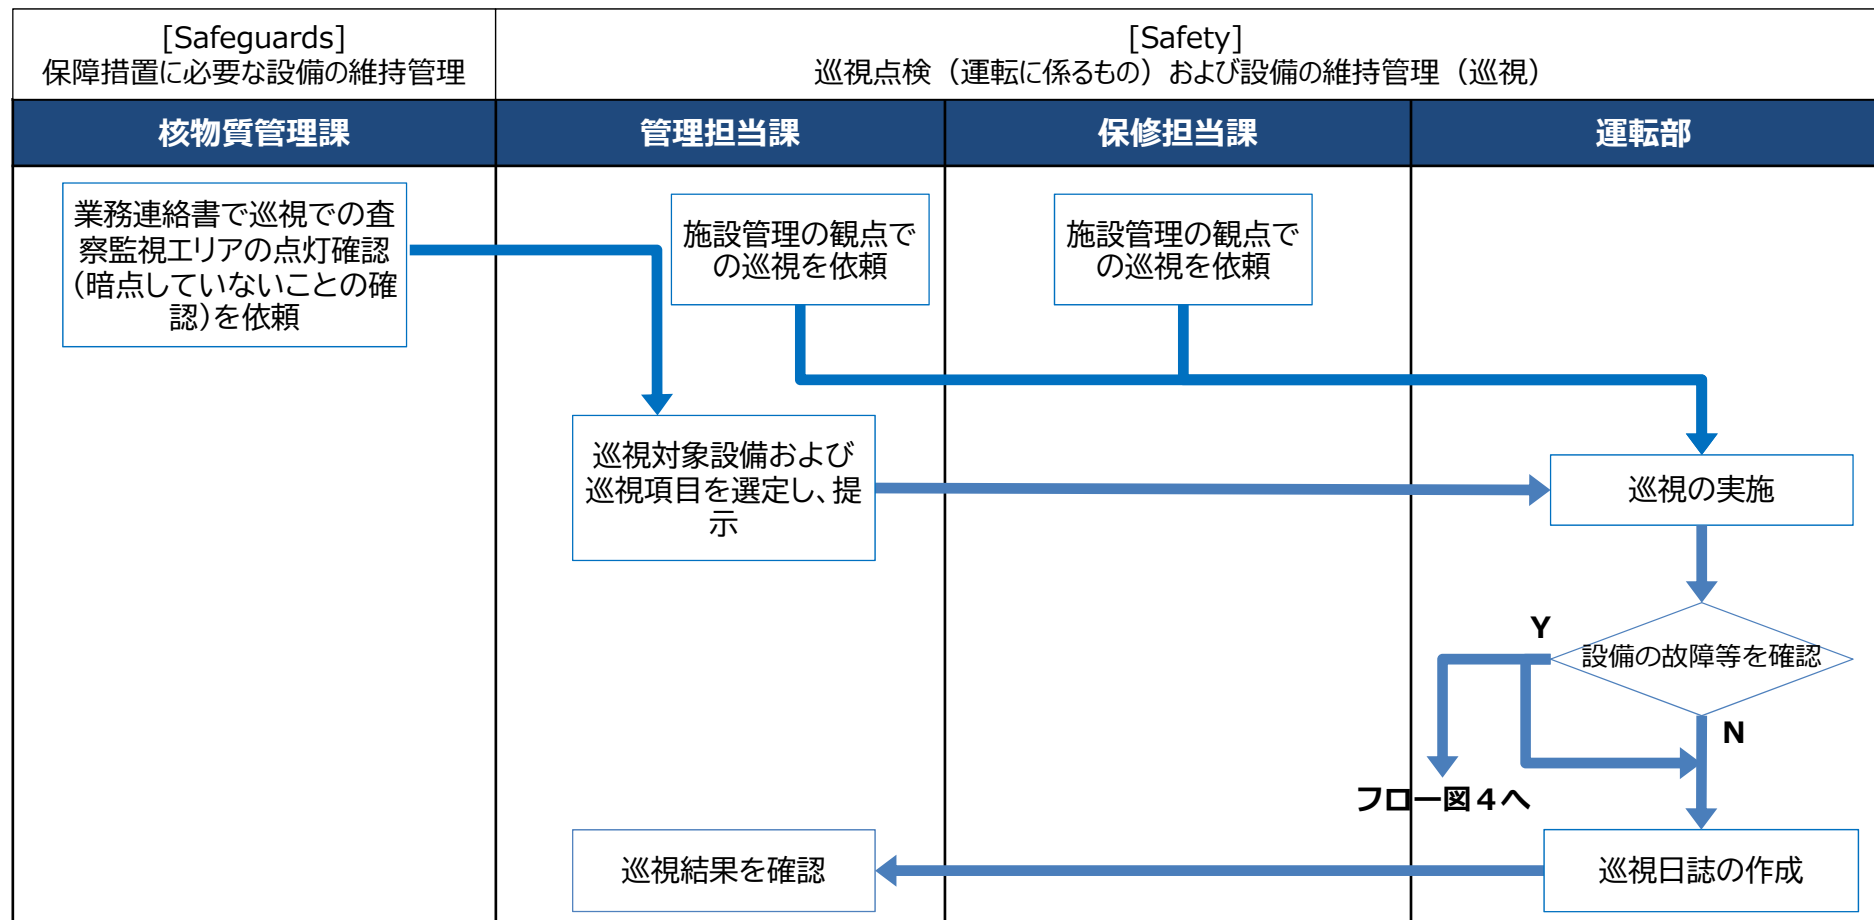 [Safeguards]
保障措置に必要な設備の維持管理
[Safety]
巡視点検（運転に係るもの）および設備の維持管理（巡視）
核物質管理課
管理担当課
保修担当課
運転部
業務連絡書で巡視での査
察監視エリアの点灯確認
（暗点していないことの確
認）を依頼
施設管理の観点で
の巡視を依頼
施設管理の観点で
の巡視を依頼
巡視対象設備および
巡視項目を選定し、提
示
巡視の実施
Y
設備の故障等を確認
N
フロー図４へ
巡視結果を確認
巡視日誌の作成